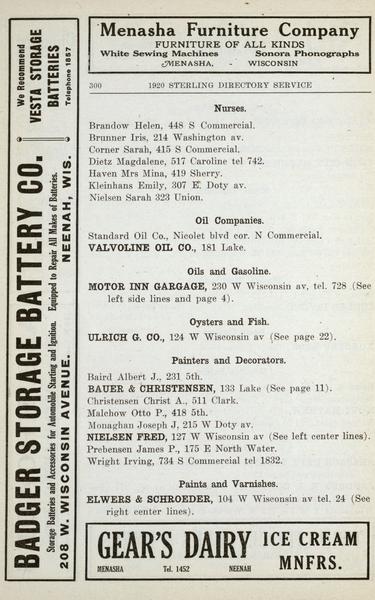 Menasha Furniture Company
FURNITURE OF ALL KINDS
White Sewing Machines Sonora Phonographs
MENASHA, WISCONSIN
300 1920 STERLING DIRECTORY SERVICE
Nurses.
Brandow Helen, 448 S Commercial.
Brunner Iris, 214 Washington av.
Corner Sarah, 415 S Commercial.
Dietz Magdalene, 517 Caroline tel 742.
Haven Mrs Mina, 419 Sherry.
Kleinhans Emily, 307 E. Doty av.
Nielsen Sarah 323 Union.
Oil Companies.
Standard Oil Co., Nicolet blvd cor. N Commercial.
VALVOLINE OIL CO., 181 Lake.
Oils and Gasoline.
MOTOR INN GARGAGE, 230 W Wisconsin av, tel. 728 (See
left side lines and page 4).
Oysters and Fish.
ULRICH G. CO., 124 W Wisconsin av (See page 22).
Painters and Decorators.
Baird Albert J., 231 5th.
BAUER & CHRISTENSEN, 133 Lake (See page 11).
Christensen Christ A., 511 Clark.
Malchow Otto P., 418 5th.
Monaghan Joseph J, 215 W Doty av.
NIELSEN FRED, 127 W Wisconsin av (See left center lines).
Prebensen James P., 175 E North Water.
Wright Irving, 734 S Commercial tel 1832.
Paints and Varnishes.
ELWERS & SCHROEDER, 104 W Wisconsin av tel. 24 (See
right center lines).
GEAR'S DAIRY ICE CREAM
MNFRS.
MENASHA Tel. 1452 NEENAH
BADGER STORAGE BATTERY CO.
Storage Batteries and Accessories for Automobile Starting and Ignition. Equipped to Repair All Makes of Batteries.
208 W. WISCONSIN AVENUE. NEENAH, WIS.
We Recommend
VESTA STORAGE
BATTERIES
Telephone 1857